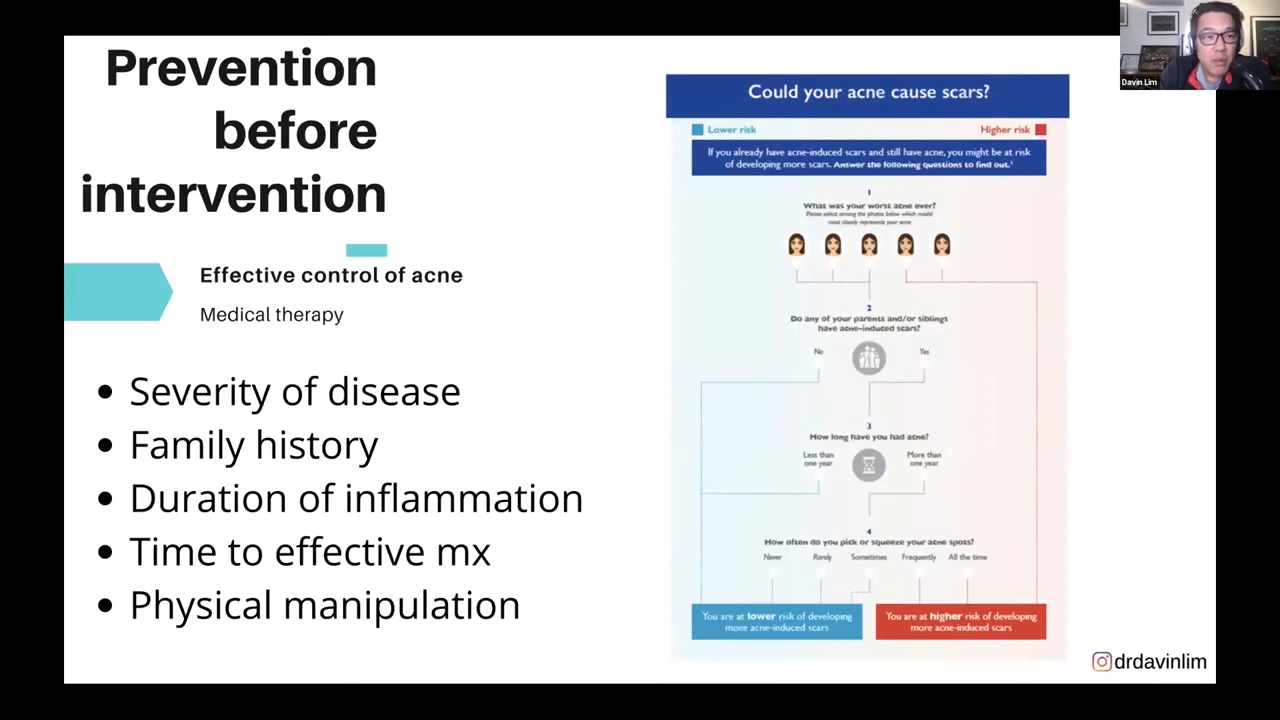 Prevention
before
intervention
Effective control of acne
Medical therapy
• Severity of disease
• Family history
• Duration of inflammation
• Time to effective mx
• Physical manipulation
Could your acne cause scars?
Lower risk
Higher risk
If you already have acne-induced scars and still have acne, you might be at risk
of developing more scars. Answer the following questions to find out.¹
1
What was your worst acne ever?
Please select among the photos below which model
most closely represents your acne
2
Do any of your parents and/or siblings
have acne-induced scars?
No
Yes
3
How long have you had acne?
Less than
one year
More than
one year
4
How often do you pick or squeeze your acne spots?
Never Rarely Sometimes Frequently All the time
You are at lower risk of developing
more acne-induced scars
You are at higher risk of developing
more acne-induced scars
drdavinlim
Davin Lim